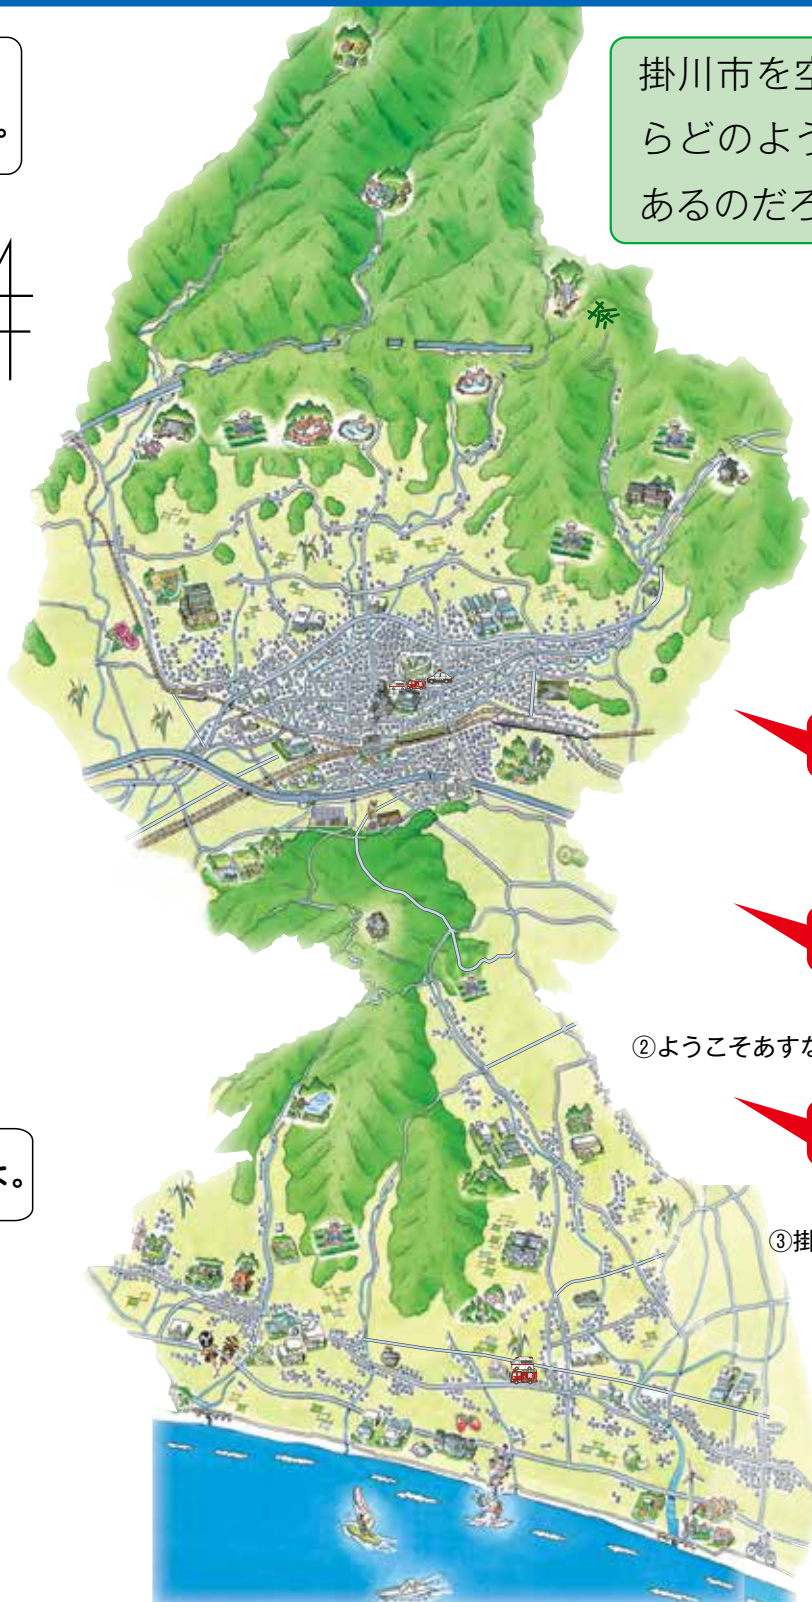 。
掛川市を空
らどのよう
あるのだろ
②ようこそあすな
よ。
③掛